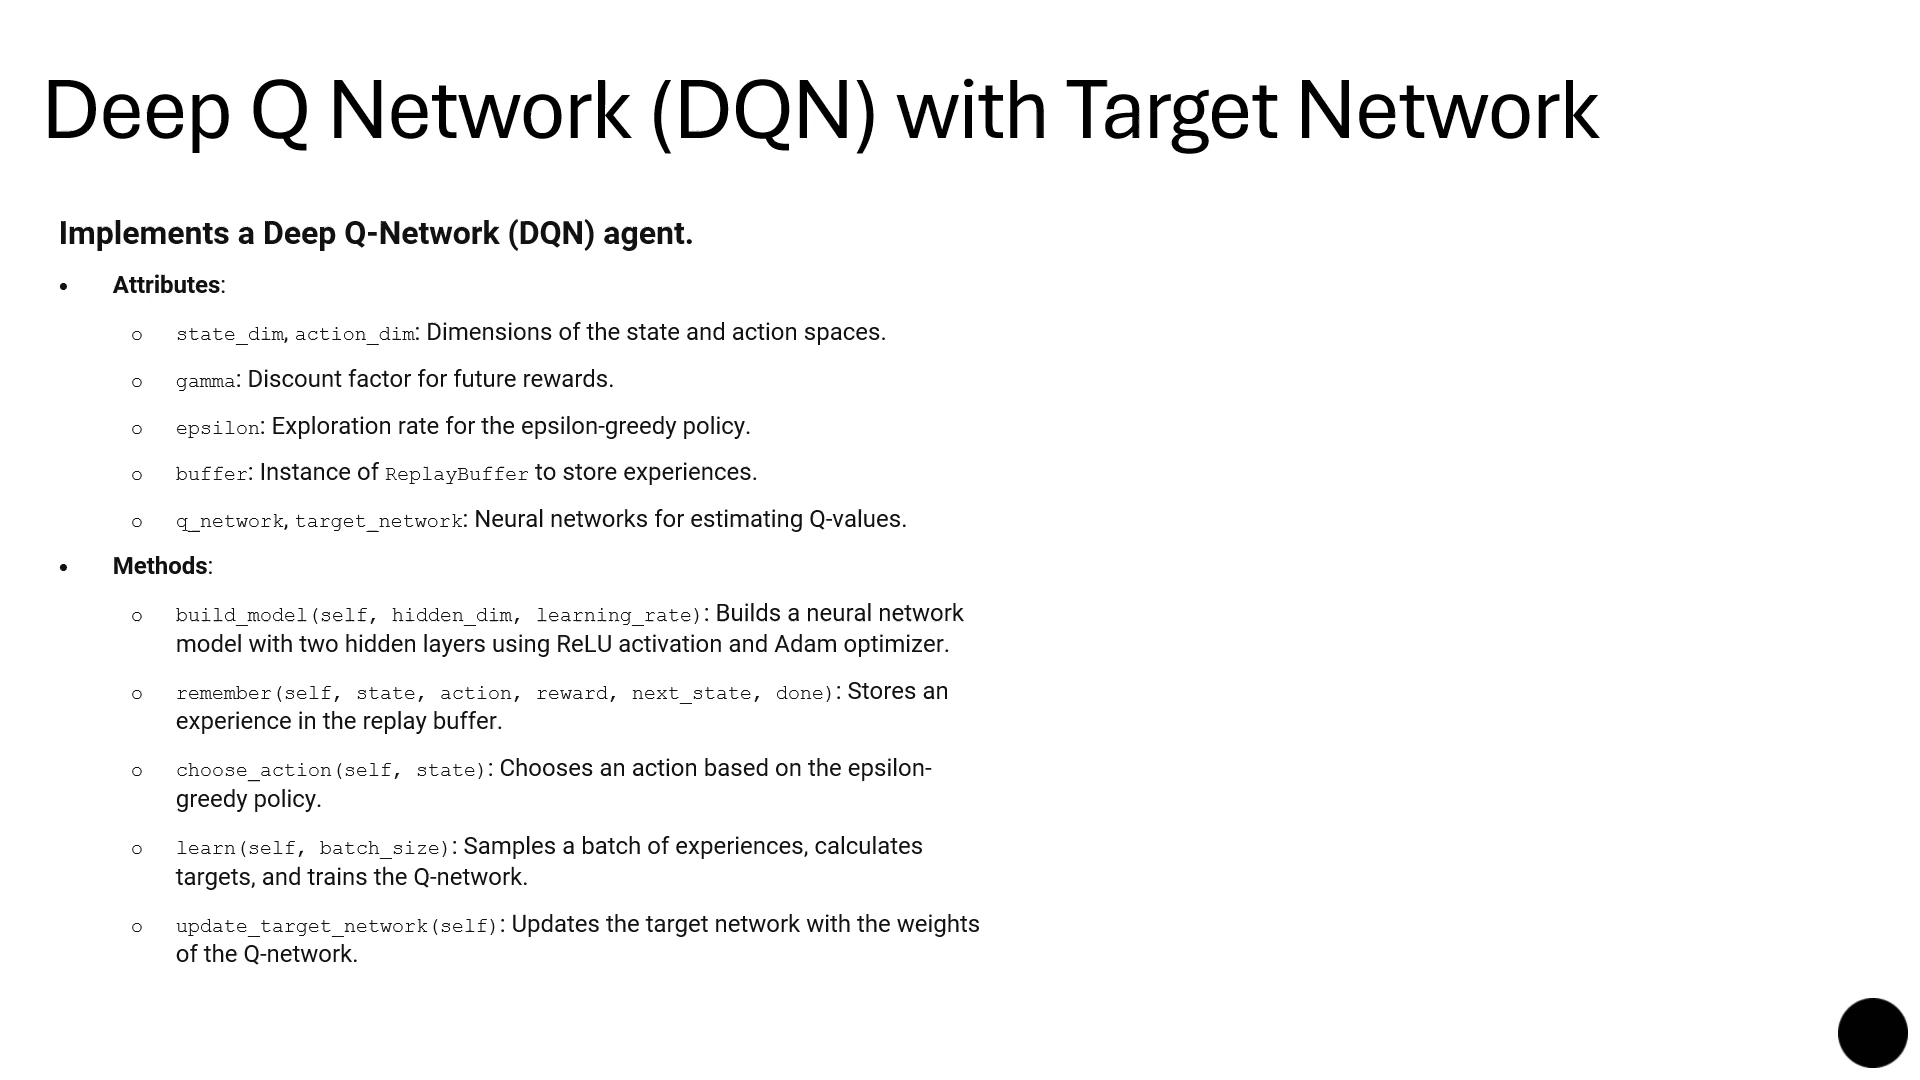 Deep Q Network (DQN) with Target Network
Implements a Deep Q-Network (DQN) agent.
• Attributes:
o state_dim, action_dim: Dimensions of the state and action spaces.
o gamma: Discount factor for future rewards.
o epsilon: Exploration rate for the epsilon-greedy policy.
o buffer: Instance of ReplayBuffer to store experiences.
o q_network, target_network: Neural networks for estimating Q-values.
• Methods:
o build_model(self, hidden_dim, learning_rate): Builds a neural network
model with two hidden layers using ReLU activation and Adam optimizer.
o remember(self, state, action, reward, next_state, done): Stores an
experience in the replay buffer.
o choose_action(self, state): Chooses an action based on the epsilon-
greedy policy.
o learn(self, batch_size): Samples a batch of experiences, calculates
targets, and trains the Q-network.
o update_target_network(self): Updates the target network with the weights
of the Q-network.